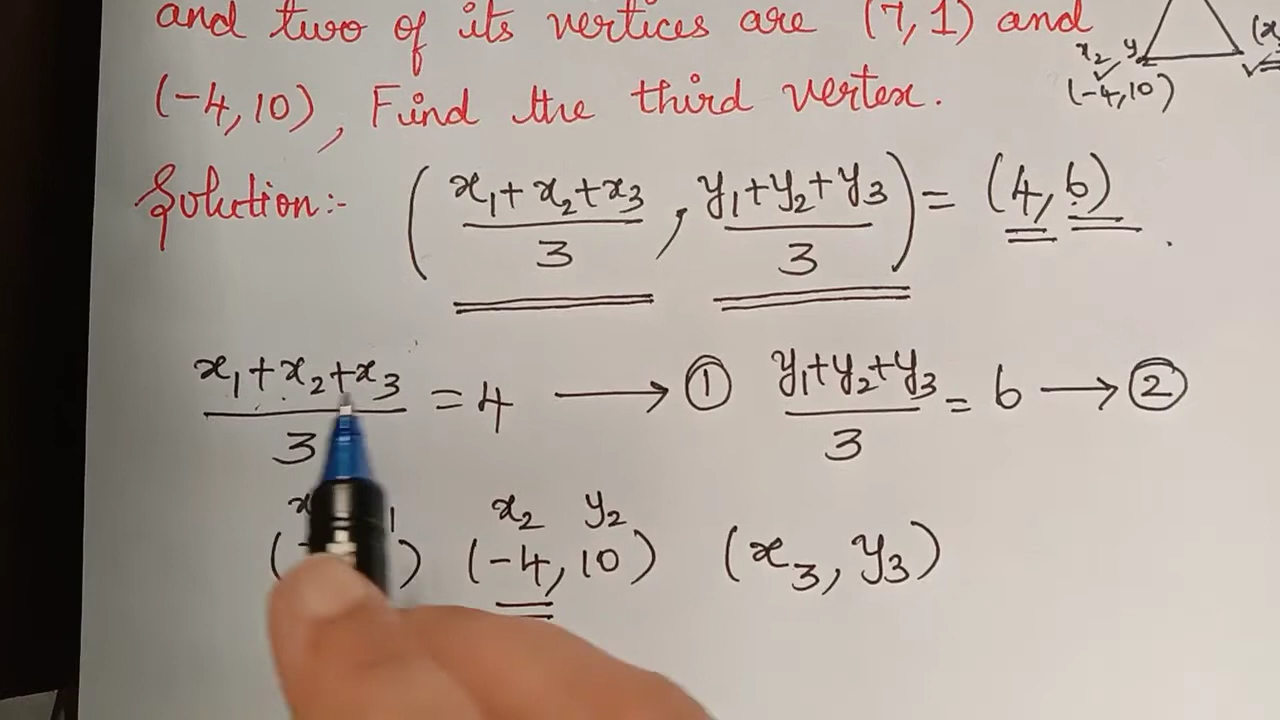 and two of its vertices are (7,1) and
x₂, y₂ (x
(-4,10), Find the third vertex. (-4,10)
Solution:- (x₁+x₂+x₃/3, y₁+y₂+y₃/3) = (4,6)
x₁+x₂+x₃/3 = 4 → ① y₁+y₂+y₃/3 = 6 → ②
x₂ y₂
(-4,10) (x₃, y₃)